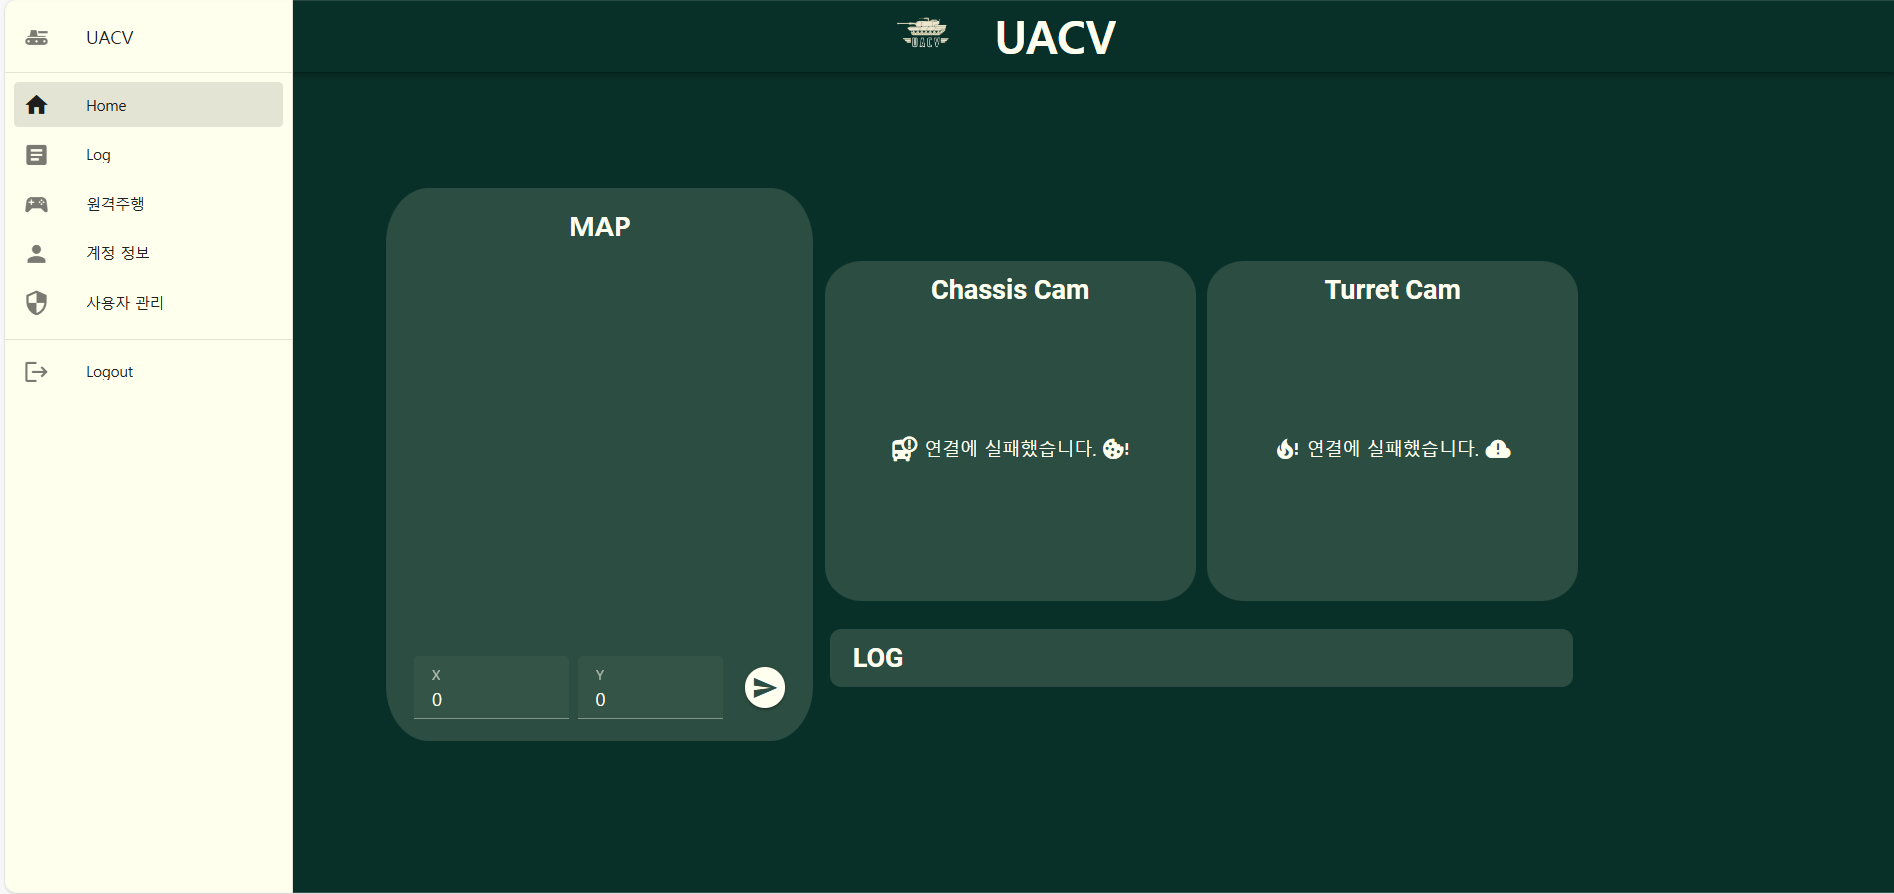 UACV
Home
Log
원격주행
계정 정보
사용자 관리
Logout
UACV
UACV
MAP
X
0
Y
0
Chassis Cam
연결에 실패했습니다.
Turret Cam
연결에 실패했습니다.
LOG